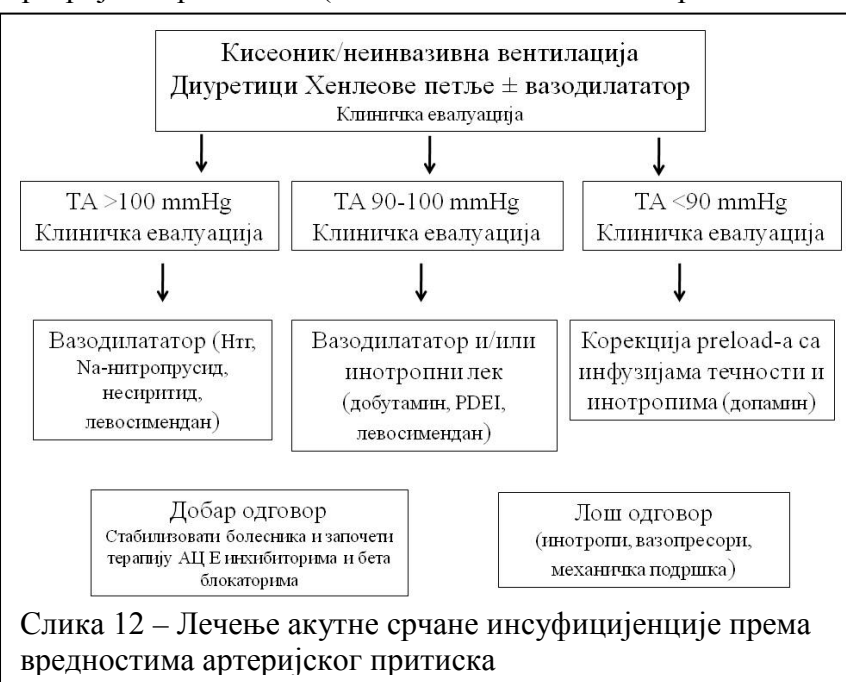 Кисеоник/неинвазивна вентилација
Диуретици Хенлеове петље ± вазодилататор
Клиничка евалуација
ТА >100 mmHg
Клиничка евалуација
ТА 90-100 mmHg
Клиничка евалуација
ТА <90 mmHg
Клиничка евалуација
Вазодилататор (Нтг,
Na-нитропрусид,
несиритид,
левосимендан)
Вазодилататор и/или
инотропни лек
(добутамин, PDEI,
левосимендан)
Корекција preload-а са
инфузијама течности и
инотропима (допамин)
Добар одговор
Стабилизовати болесника и започети
терапију АЦ Е инхибиторима и бета
блокаторима
Лош одговор
(инотропи, вазопресори,
механичка подршка)
Слика 12 – Лечење акутне срчане инсуфицијенције према
вредностима артеријског притиска